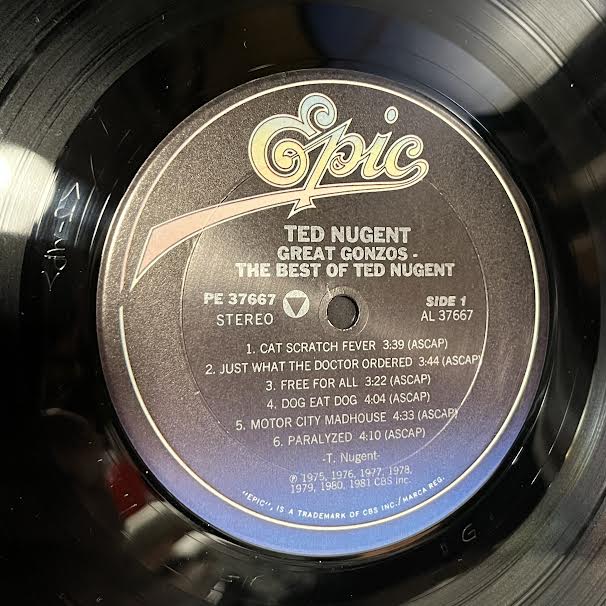 Epic
TED NUGENT
GREAT GONZOS -
THE BEST OF TED NUGENT
PE 37667
STEREO
SIDE 1
AL 37667
1. CAT SCRATCH FEVER 3:39 (ASCAP)
2. JUST WHAT THE DOCTOR ORDERED 3:44 (ASCAP)
3. FREE FOR ALL 3:22 (ASCAP)
4. DOG EAT DOG 4:04 (ASCAP)
5. MOTOR CITY MADHOUSE 4:33 (ASCAP)
6. PARALYZED 4:10 (ASCAP)
-T. Nugent-
℗ 1975, 1976, 1977, 1978,
1979, 1980, 1981 CBS Inc.
"EPIC", IS A TRADEMARK OF CBS INC./MARCA REG.
G